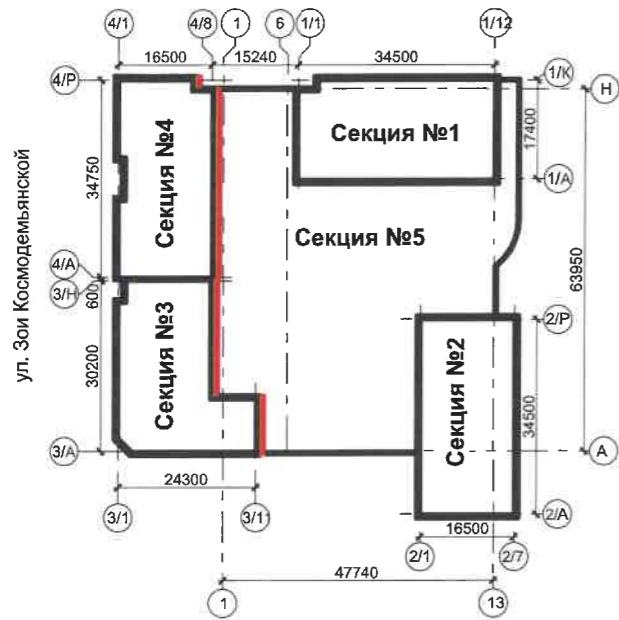 4/1
4/8
1
6
1/1
1/12
16500
15240
34500
4/Р
1/К
Н
Секция №4
Секция №1
17400
34750
1/А
ул. Зои Космодемьянской
Секция №5
63950
4/А
600
3/Н
2/Р
Секция №3
30200
Секция №2
34500
3/А
А
24300
3/1
3/11
2/А
16500
2/1
2/7
47740
1
13